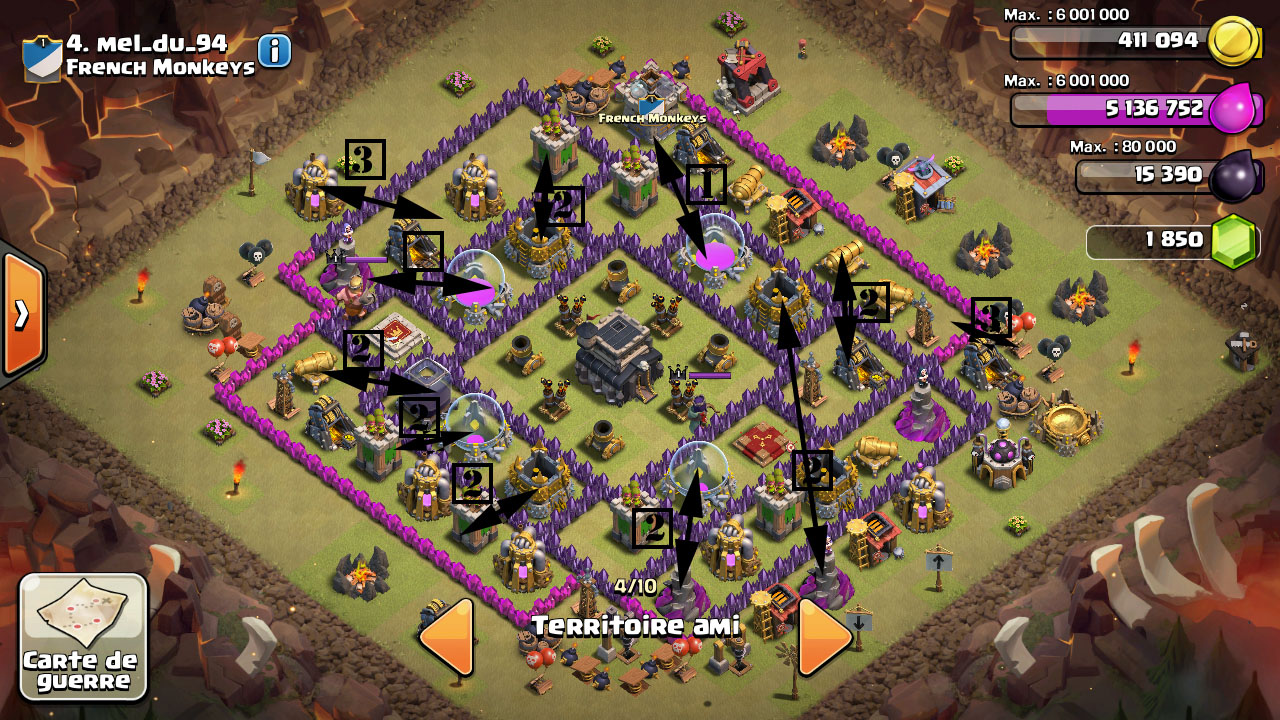 4. mel_du_94
French Monkeys
i
Max. : 6 001 000
411 094
Max. : 6 001 000
5 136 752
Max. : 80 000
15 390
1 850
French Monkeys
3
1
2
2
3
2
2
2
2
2
4/10
Territoire ami
Carte de
guerre